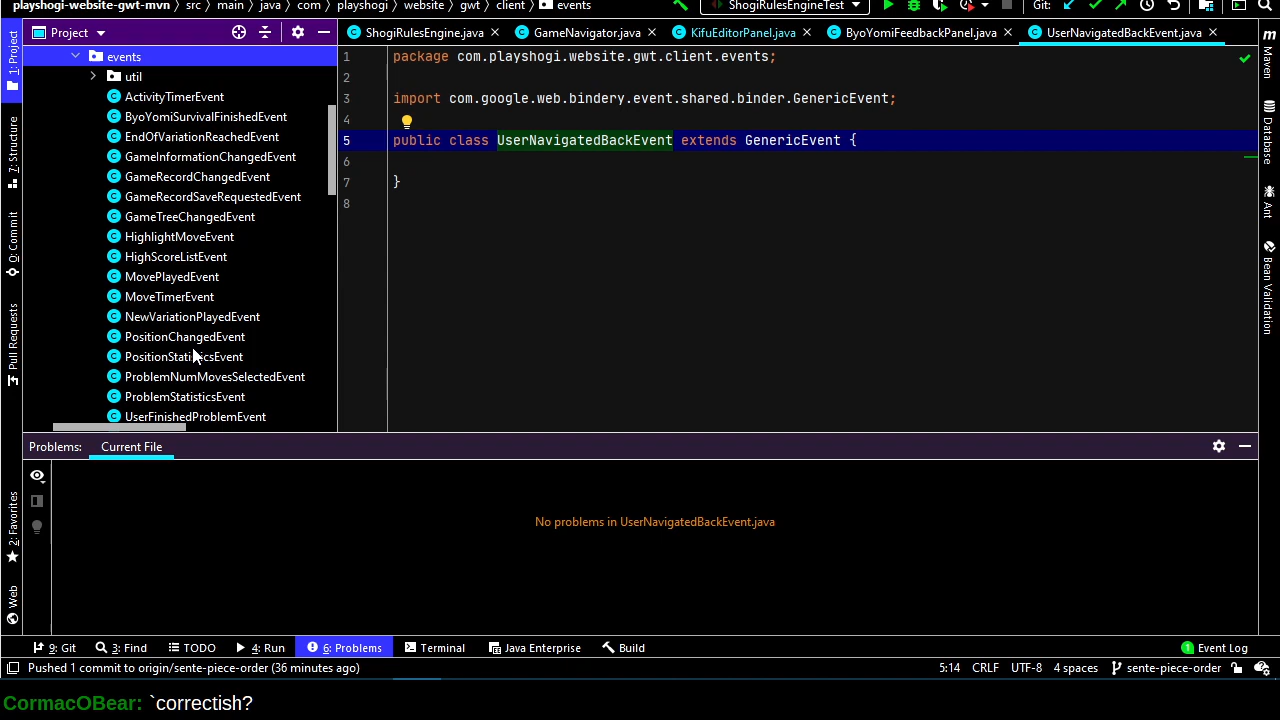 playshogi-website-gwt-mvn > src > main > java > com > playshogi > website > gwt > client > events ShogiRulesEngineTest Git:
Project ShogiRulesEngine.java GameNavigator.java KifuEditorPanel.java ByoYomiFeedbackPanel.java UserNavigatedBackEvent.java
events
util
ActivityTimerEvent
ByoYomiSurvivalFinishedEvent
EndOfVariationReachedEvent
GameInformationChangedEvent
GameRecordChangedEvent
GameRecordSaveRequestedEvent
GameTreeChangedEvent
HighlightMoveEvent
HighScoreListEvent
MovePlayedEvent
MoveTimerEvent
NewVariationPlayedEvent
PositionChangedEvent
PositionStatisticsEvent
ProblemNumMovesSelectedEvent
ProblemStatisticsEvent
UserFinishedProblemEvent
1 package com.playshogi.website.gwt.client.events;
2
3 import com.google.web.bindery.event.shared.binder.GenericEvent;
4
5 public class UserNavigatedBackEvent extends GenericEvent {
6
7 }
8
1: Project
7: Structure
0: Commit
Pull Requests
2: Favorites
Web
Maven
Database
Ant
Bean Validation
Problems: Current File
No problems in UserNavigatedBackEvent.java
9: Git 3: Find TODO 4: Run 6: Problems Terminal Java Enterprise Build 1 Event Log
Pushed 1 commit to origin/sente-piece-order (36 minutes ago) 5:14 CRLF UTF-8 4 spaces sente-piece-order
CormacOBear: `correctish?